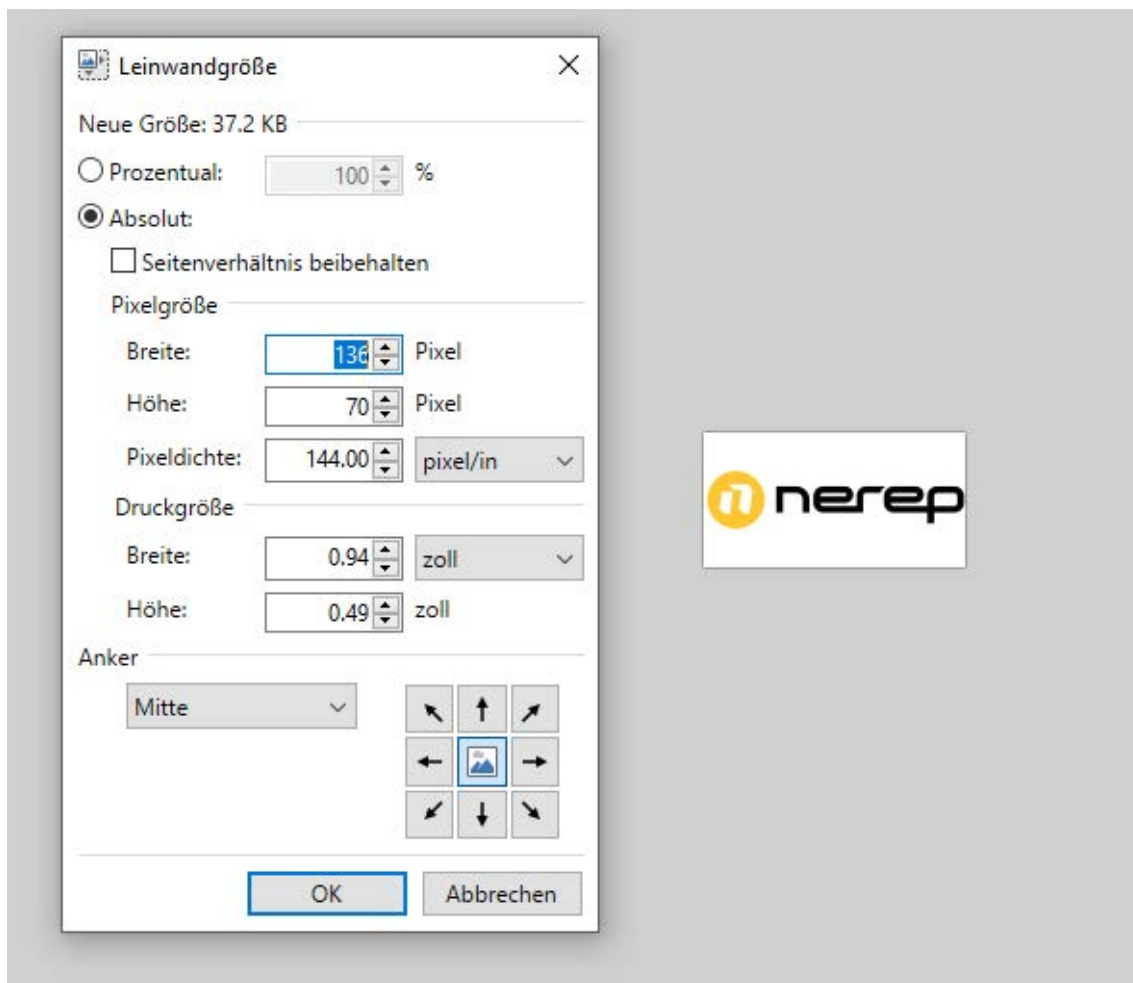 Leinwandgröße
Neue Größe: 37.2 KB
Prozentual: 100 %
Absolut:
Seitenverhältnis beibehalten
Pixelgröße
Breite: 136 Pixel
Höhe: 70 Pixel
Pixeldichte: 144.00 pixel/in
Druckgröße
Breite: 0.94 zoll
Höhe: 0.49 zoll
Anker
Mitte
OK Abbrechen
n nerep